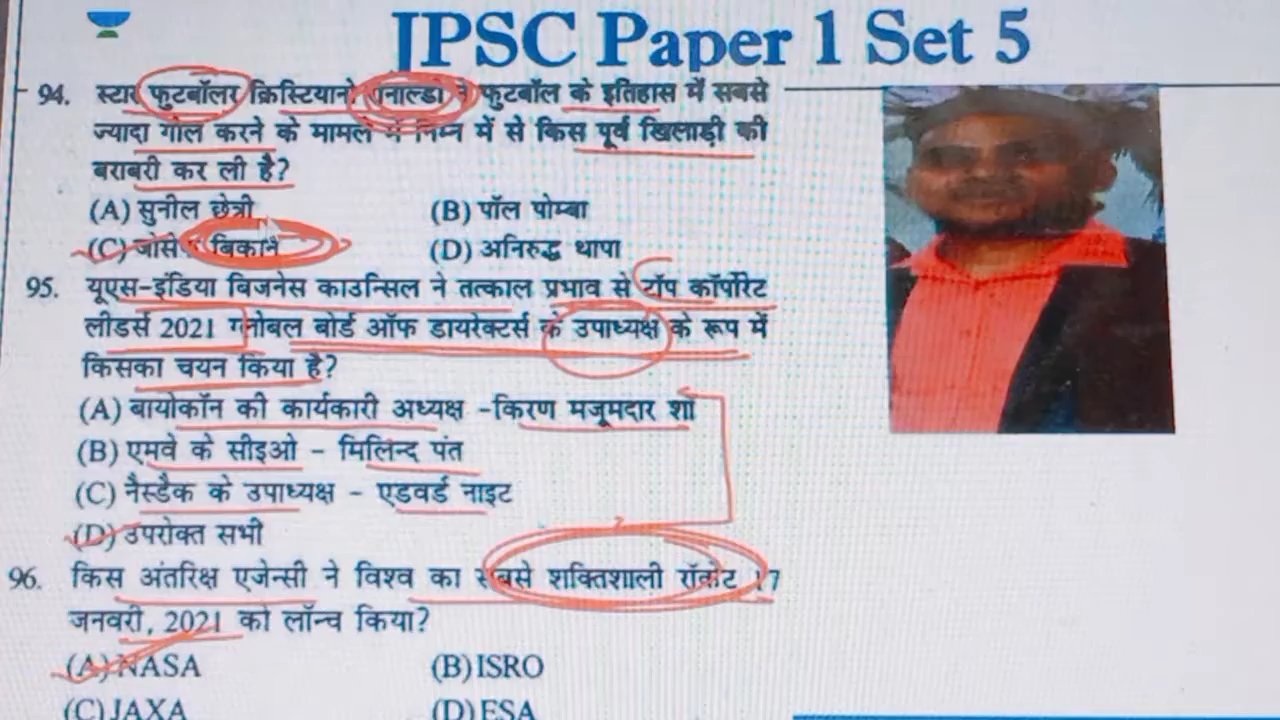 JPSC Paper 1 Set 5
94. स्टार फुटबॉलर क्रिस्टियानो रोनाल्डो ने फुटबॉल के इतिहास में सबसे
ज्यादा गोल करने के मामले में निम्न में से किस पूर्व खिलाड़ी की
बराबरी कर ली है?
(A) सुनील छेत्री
(B) पॉल पोम्बा
(C) जोसेफ बिकान
(D) अनिरुद्ध थापा
95. यूएस-इंडिया बिजनेस काउन्सिल ने तत्काल प्रभाव से टॉप कॉर्पोरेट
लीडर्स 2021 ग्लोबल बोर्ड ऑफ डायरेक्टर्स के उपाध्यक्ष के रूप में
किसका चयन किया है?
(A) बायोकॉन की कार्यकारी अध्यक्ष -किरण मजूमदार शॉ
(B) एमवे के सीइओ - मिलिन्द पंत
(C) नैस्डैक के उपाध्यक्ष - एडवर्ड नाइट
(D) उपरोक्त सभी
96. किस अंतरिक्ष एजेन्सी ने विश्व का सबसे शक्तिशाली रॉकेट 17
जनवरी, 2021 को लॉन्च किया?
(A) NASA
(B) ISRO
(C) JAXA
(D) ESA